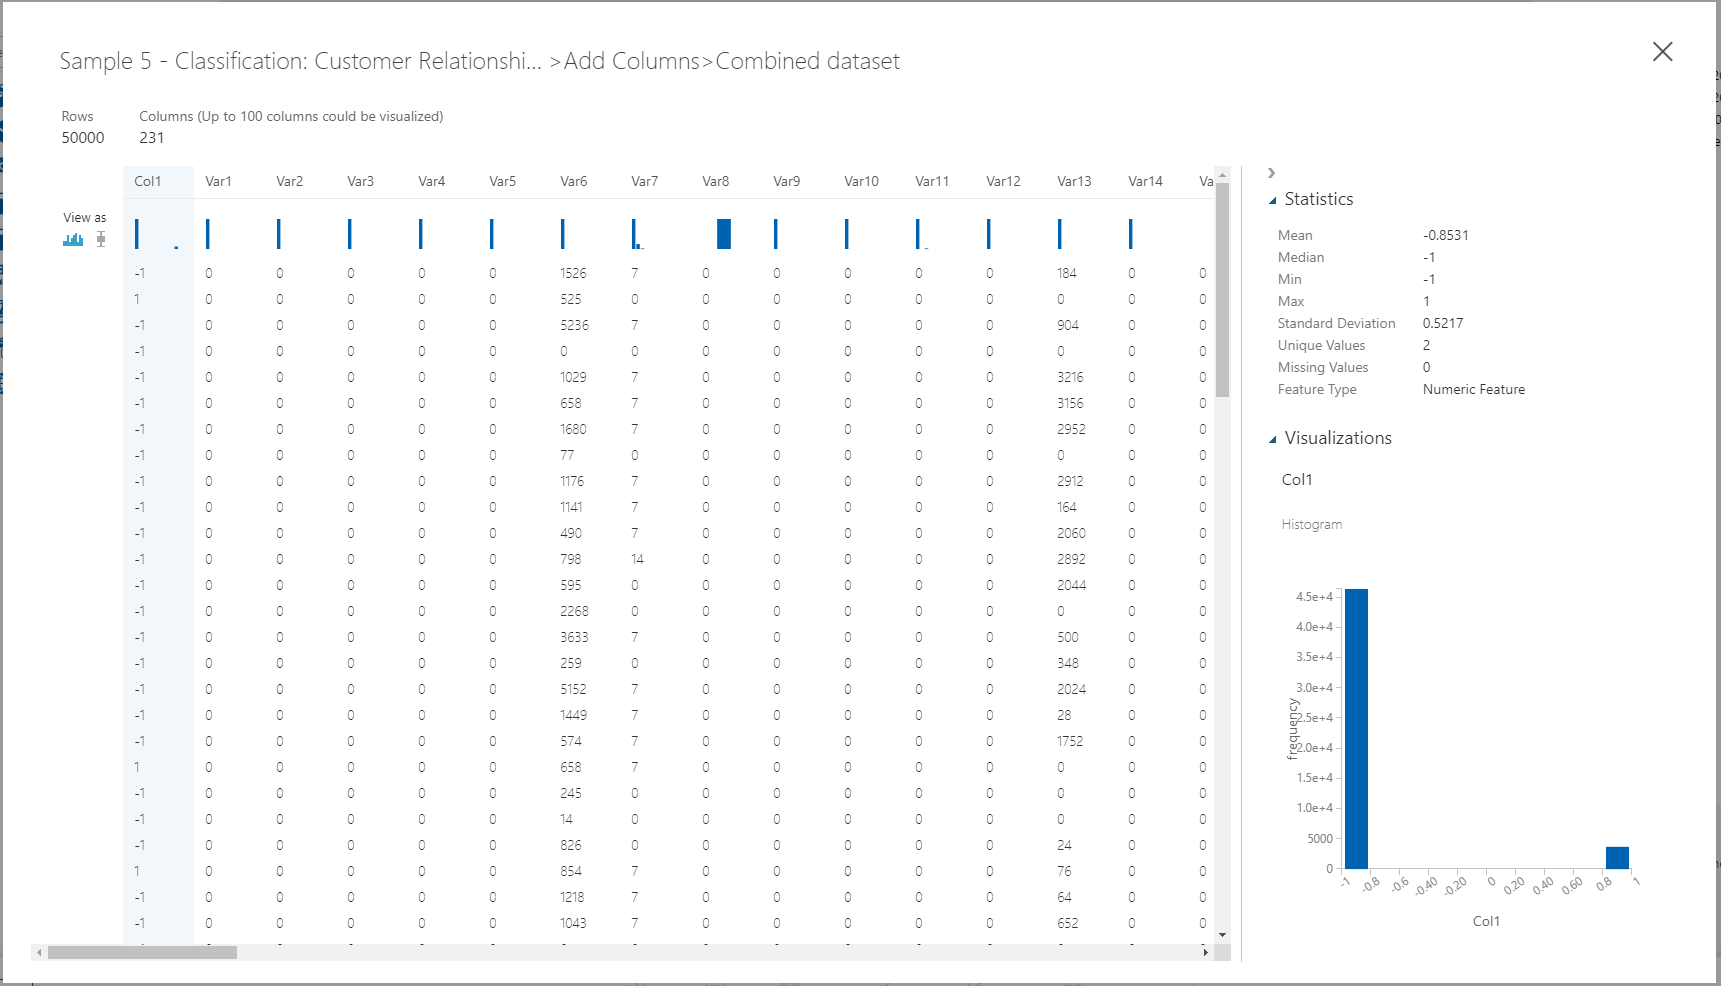 Sample 5 - Classification: Customer Relationshi... >Add Columns>Combined dataset
Rows Columns (Up to 100 columns could be visualized)
50000 231
Col1 Var1 Var2 Var3 Var4 Var5 Var6 Var7 Var8 Var9 Var10 Var11 Var12 Var13 Var14 Va
View as
-1 0 0 0 0 0 1526 7 0 0 0 0 0 184 0 0
1 0 0 0 0 0 525 0 0 0 0 0 0 0 0 0
-1 0 0 0 0 0 5236 7 0 0 0 0 0 904 0 0
-1 0 0 0 0 0 0 0 0 0 0 0 0 0 0 0
-1 0 0 0 0 0 1029 7 0 0 0 0 0 3216 0 0
-1 0 0 0 0 0 658 7 0 0 0 0 0 3156 0 0
-1 0 0 0 0 0 1680 7 0 0 0 0 0 2952 0 0
-1 0 0 0 0 0 77 0 0 0 0 0 0 0 0 0
-1 0 0 0 0 0 1176 7 0 0 0 0 0 2912 0 0
-1 0 0 0 0 0 1141 7 0 0 0 0 0 164 0 0
-1 0 0 0 0 0 490 7 0 0 0 0 0 2060 0 0
-1 0 0 0 0 0 798 14 0 0 0 0 0 2892 0 0
-1 0 0 0 0 0 595 0 0 0 0 0 0 2044 0 0
-1 0 0 0 0 0 2268 0 0 0 0 0 0 0 0 0
-1 0 0 0 0 0 3633 7 0 0 0 0 0 500 0 0
-1 0 0 0 0 0 259 0 0 0 0 0 0 348 0 0
-1 0 0 0 0 0 5152 7 0 0 0 0 0 2024 0 0
-1 0 0 0 0 0 1449 7 0 0 0 0 0 28 0 0
-1 0 0 0 0 0 574 7 0 0 0 0 0 1752 0 0
1 0 0 0 0 0 658 7 0 0 0 0 0 0 0 0
-1 0 0 0 0 0 245 0 0 0 0 0 0 0 0 0
-1 0 0 0 0 0 14 0 0 0 0 0 0 0 0 0
-1 0 0 0 0 0 826 0 0 0 0 0 0 24 0 0
1 0 0 0 0 0 854 7 0 0 0 0 0 76 0 0
-1 0 0 0 0 0 1218 7 0 0 0 0 0 64 0 0
-1 0 0 0 0 0 1043 7 0 0 0 0 0 652 0 0
Statistics
Mean -0.8531
Median -1
Min -1
Max 1
Standard Deviation 0.5217
Unique Values 2
Missing Values 0
Feature Type Numeric Feature
Visualizations
Col1
Histogram
frequency
4.5e+4
4.0e+4
3.5e+4
3.0e+4
2.5e+4
2.0e+4
1.5e+4
1.0e+4
5000
0
-1 -0.8 -0.6 -0.40 -0.20 0 0.20 0.40 0.60 0.8 1
Col1